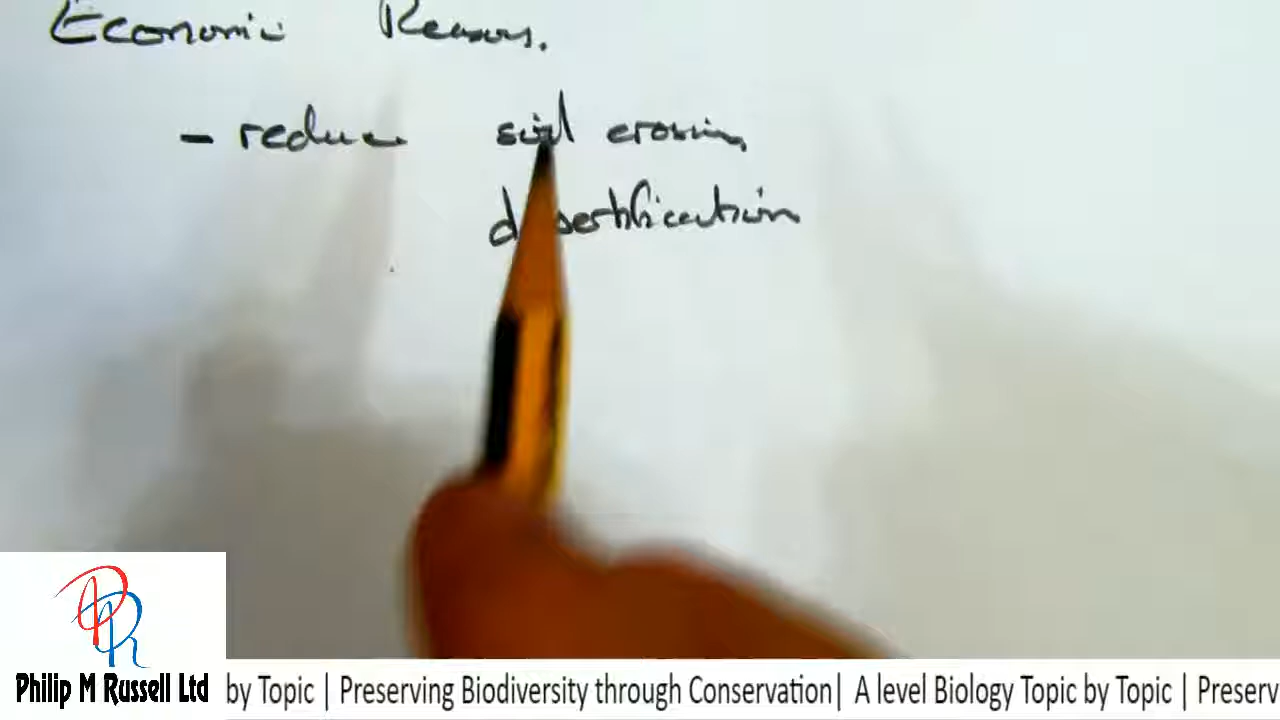 Economic Reasons.
- reduce soil erosion
desertification
Philip M Russell Ltd
by Topic | Preserving Biodiversity through Conservation| A level Biology Topic by Topic | Preserv